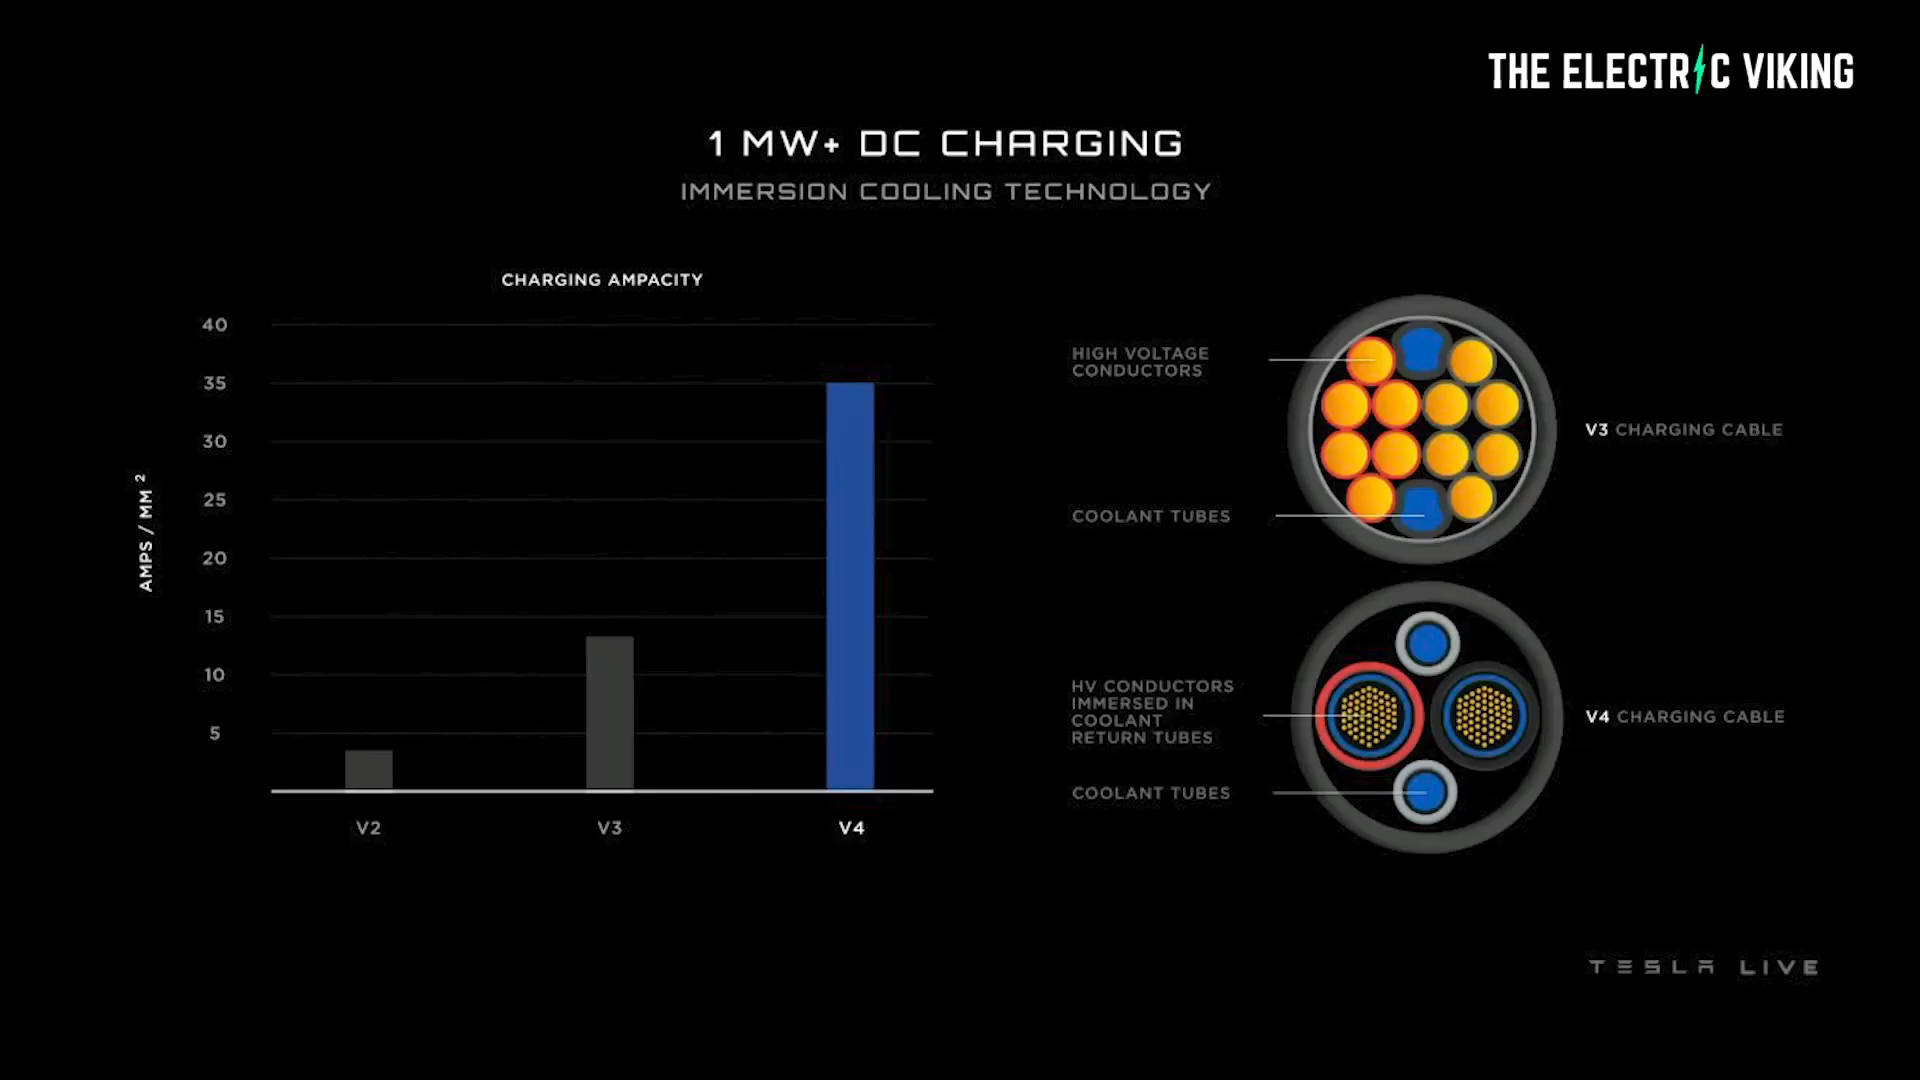 THE ELECTRIC VIKING
1 MW+ DC CHARGING
IMMERSION COOLING TECHNOLOGY
CHARGING AMPACITY
AMPS / MM²
40
35
30
25
20
15
10
5
V2
V3
V4
HIGH VOLTAGE
CONDUCTORS
COOLANT TUBES
V3 CHARGING CABLE
HV CONDUCTORS
IMMERSED IN
COOLANT
RETURN TUBES
COOLANT TUBES
V4 CHARGING CABLE
TESLA LIVE